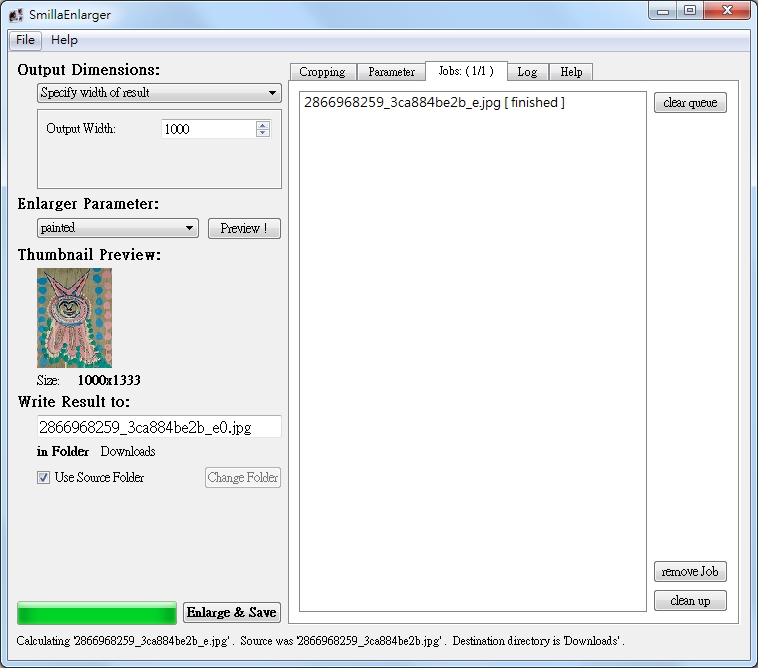 SmillaEnlarger
File Help
Output Dimensions:
Specify width of result
Output Width: 1000
Enlarger Parameter:
painted Preview !
Thumbnail Preview:
Size: 1000x1333
Write Result to:
2866968259_3ca884be2b_e0.jpg
in Folder Downloads
Use Source Folder Change Folder
Enlarge & Save
Cropping Parameter Jobs: ( 1/1 ) Log Help
2866968259_3ca884be2b_e.jpg [ finished ]
clear queue
remove Job
clean up
Calculating '2866968259_3ca884be2b_e.jpg' . Source was '2866968259_3ca884be2b.jpg' . Destination directory is 'Downloads' .